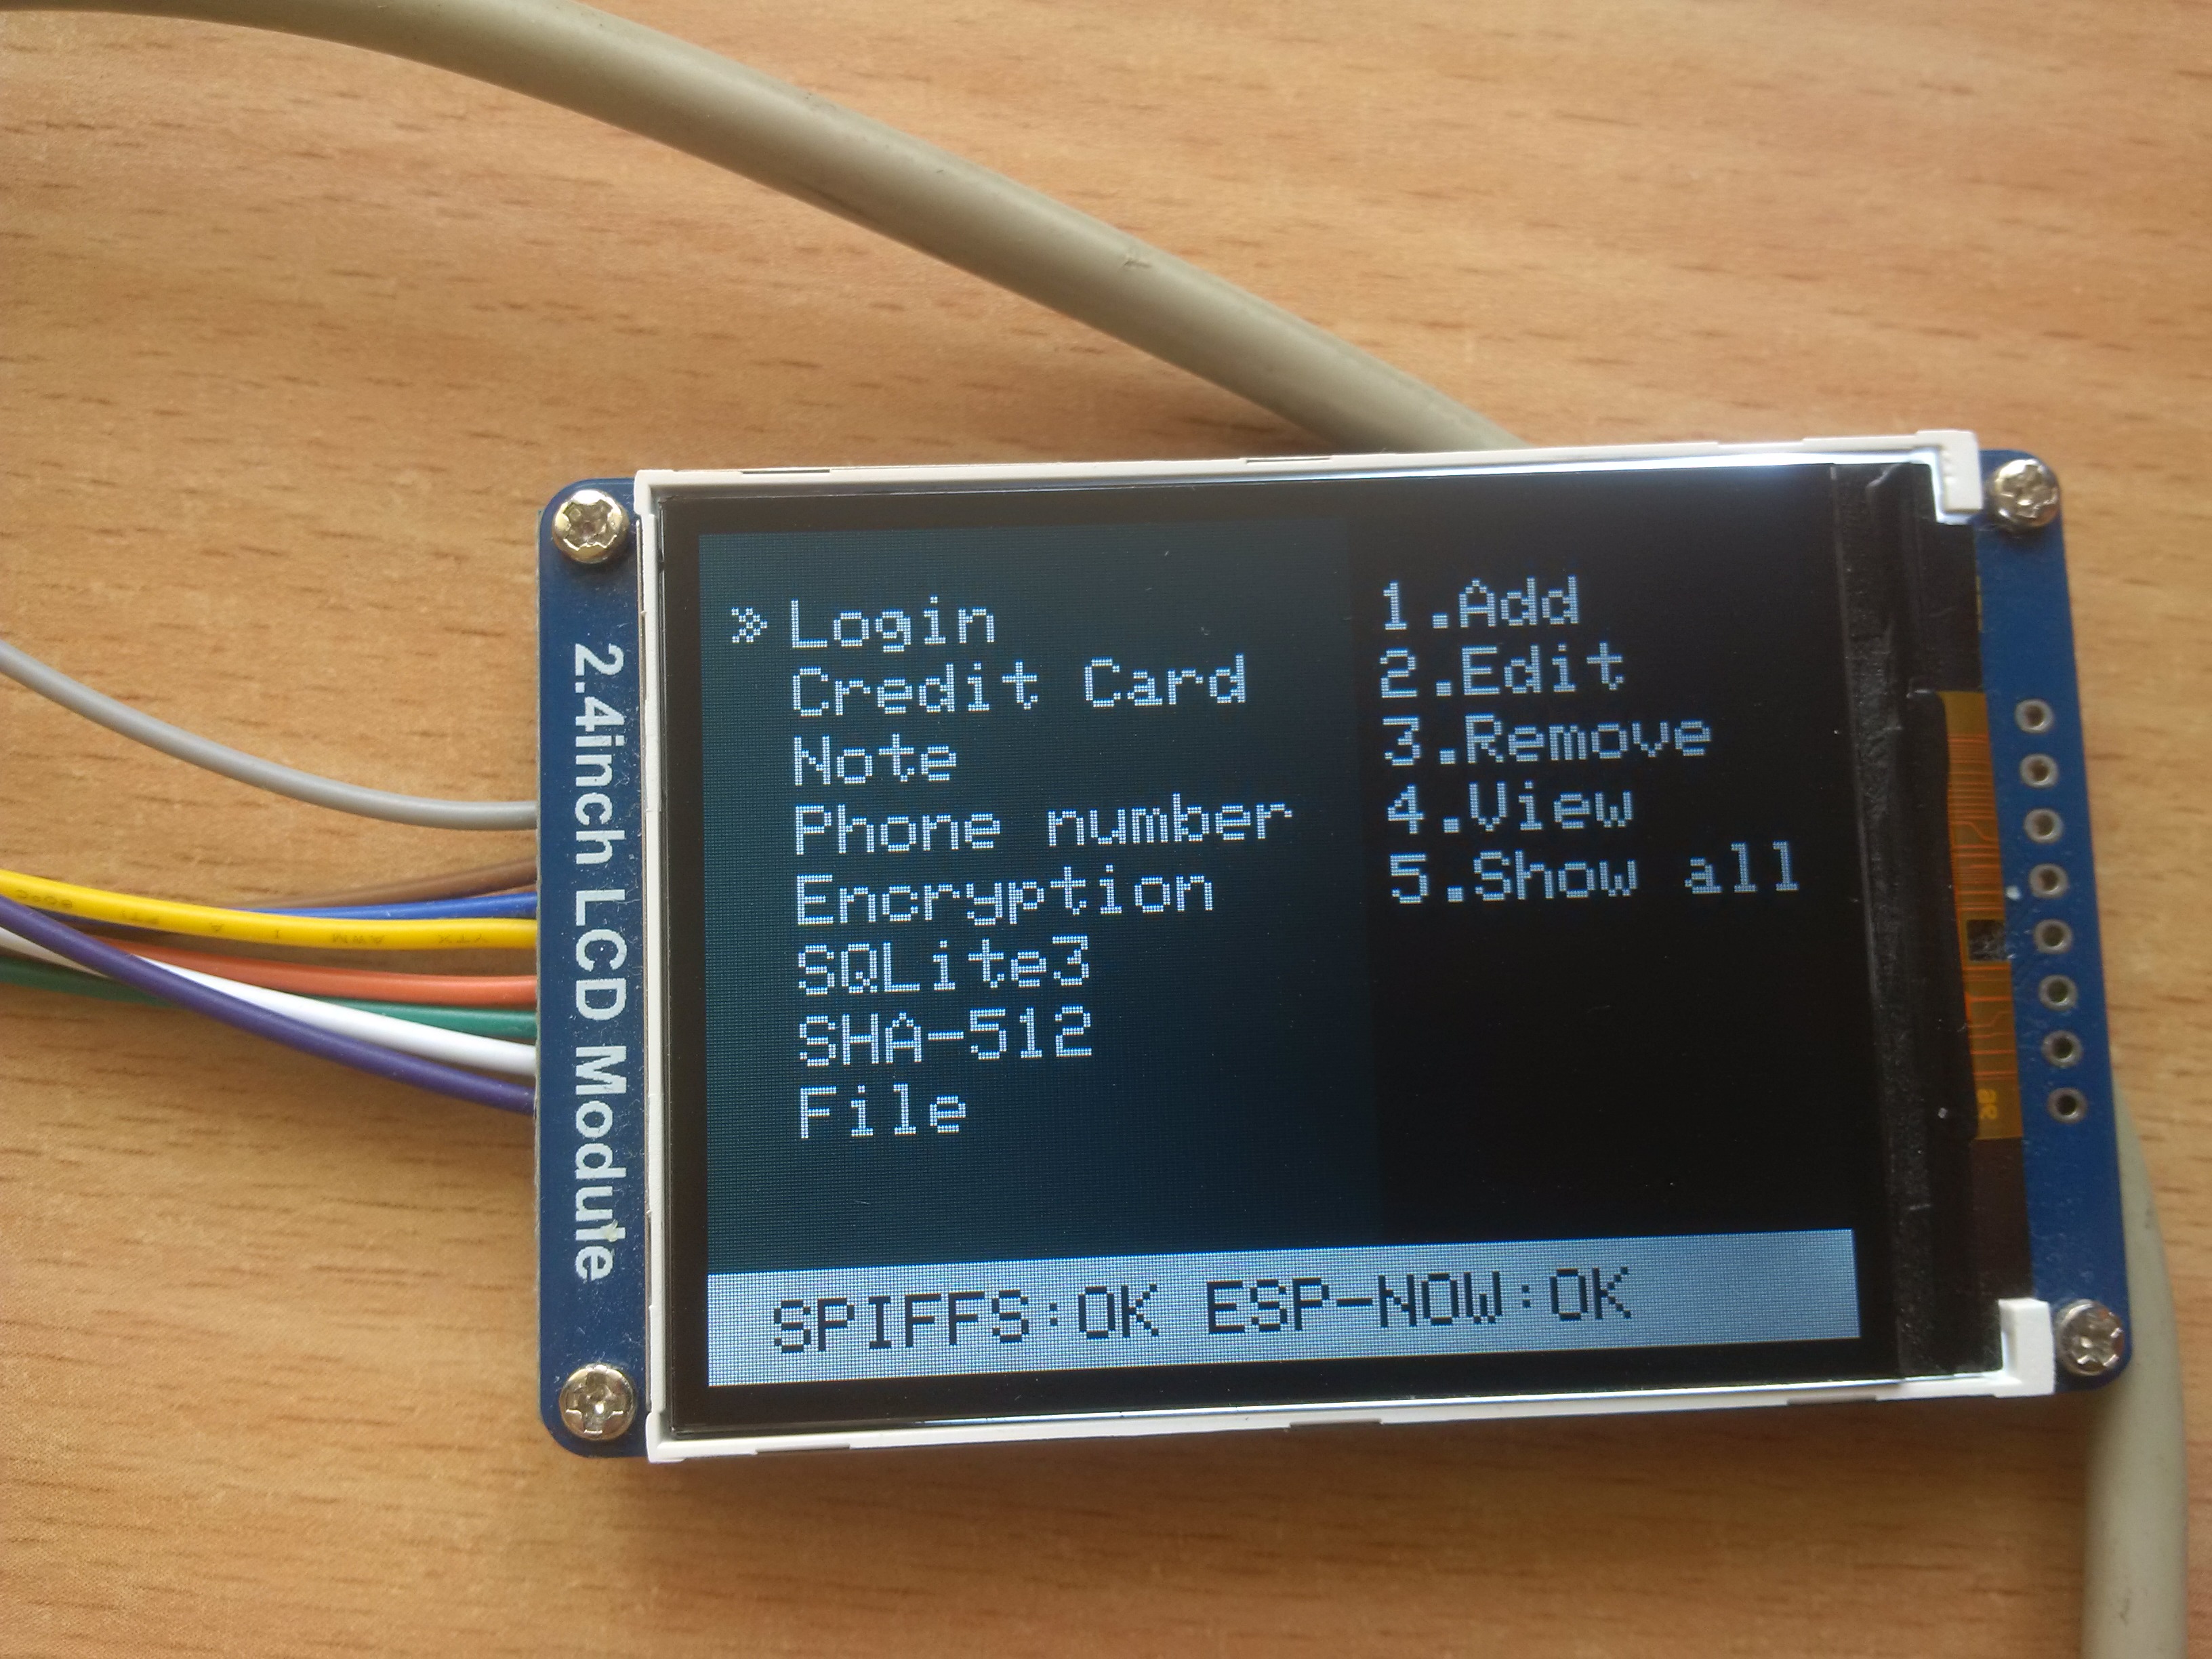 2.4inch LCD Module
» Login
Credit Card
Note
Phone number
Encryption
SQLite3
SHA-512
File
1.Add
2.Edit
3.Remove
4.View
5.Show all
SPIFFS:OK ESP-NOW:OK